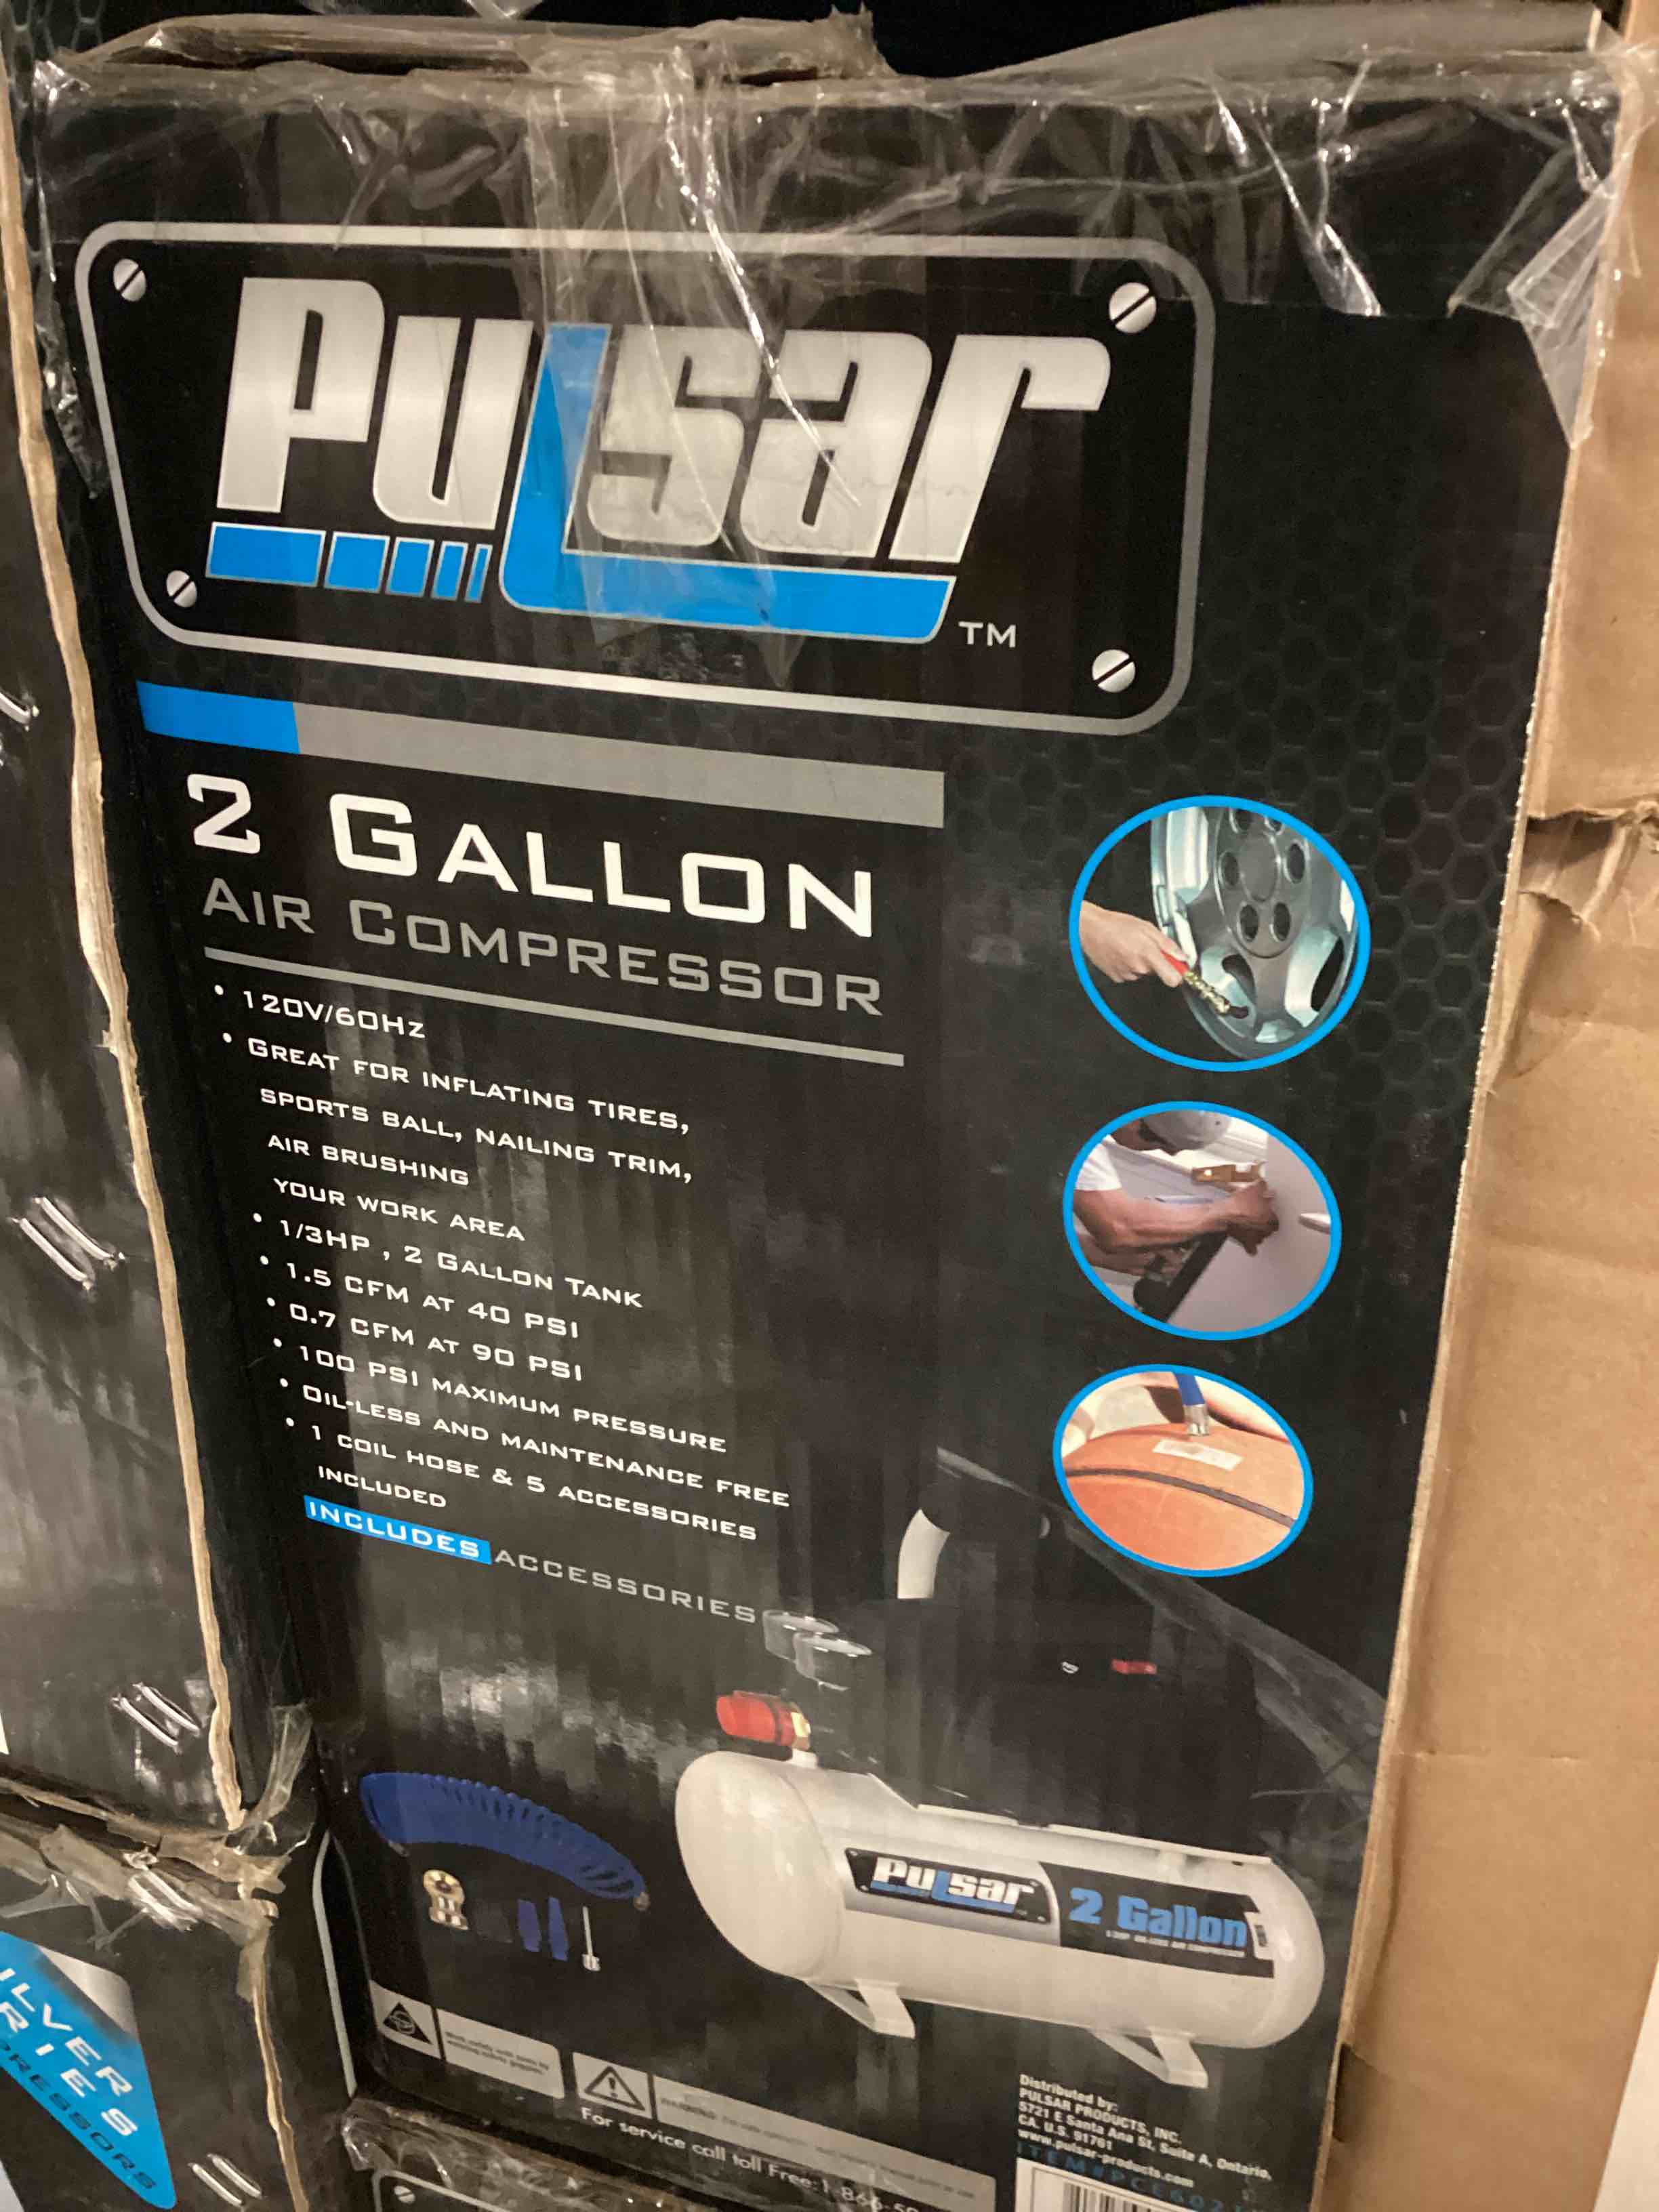 Pulsar
TM
2 GALLON
AIR COMPRESSOR
• 120V/60HZ
• GREAT FOR INFLATING TIRES,
SPORTS BALL, NAILING TRIM,
AIR BRUSHING
YOUR WORK AREA
• 1/3HP , 2 GALLON TANK
• 1.5 CFM AT 40 PSI
• 0.7 CFM AT 90 PSI
• 100 PSI MAXIMUM PRESSURE
• OIL-LESS AND MAINTENANCE FREE
• 1 COIL HOSE & 5 ACCESSORIES
INCLUDED
INCLUDES ACCESSORIES
Pulsar 2 Gallon
For service call toll Free:1-866-
Distributed by:
PULSAR PRODUCTS, INC.
5721 E Santa Ana St, Suite A, Ontario,
CA. U.S. 91761
www.pulsar-products.com
ITEM#PCE602